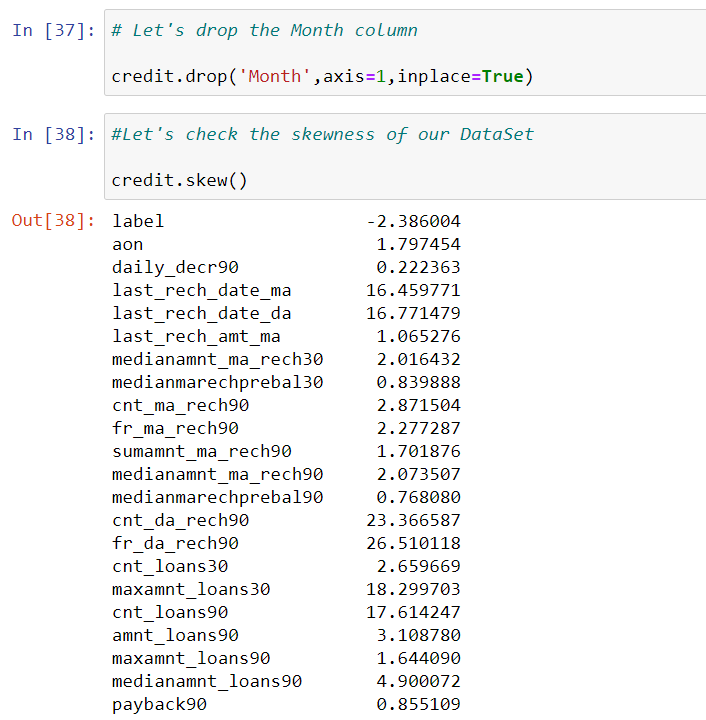 In [37]: # Let's drop the Month column
credit.drop('Month',axis=1,inplace=True)
In [38]: #Let's check the skewness of our DataSet
credit.skew()
Out[38]: label -2.386004
aon 1.797454
daily_decr90 0.222363
last_rech_date_ma 16.459771
last_rech_date_da 16.771479
last_rech_amt_ma 1.065276
medianamnt_ma_rech30 2.016432
medianmarechprebal30 0.839888
cnt_ma_rech90 2.871504
fr_ma_rech90 2.277287
sumamnt_ma_rech90 1.701876
medianamnt_ma_rech90 2.073507
medianmarechprebal90 0.768080
cnt_da_rech90 23.366587
fr_da_rech90 26.510118
cnt_loans30 2.659669
maxamnt_loans30 18.299703
cnt_loans90 17.614247
amnt_loans90 3.108780
maxamnt_loans90 1.644090
medianamnt_loans90 4.900072
payback90 0.855109